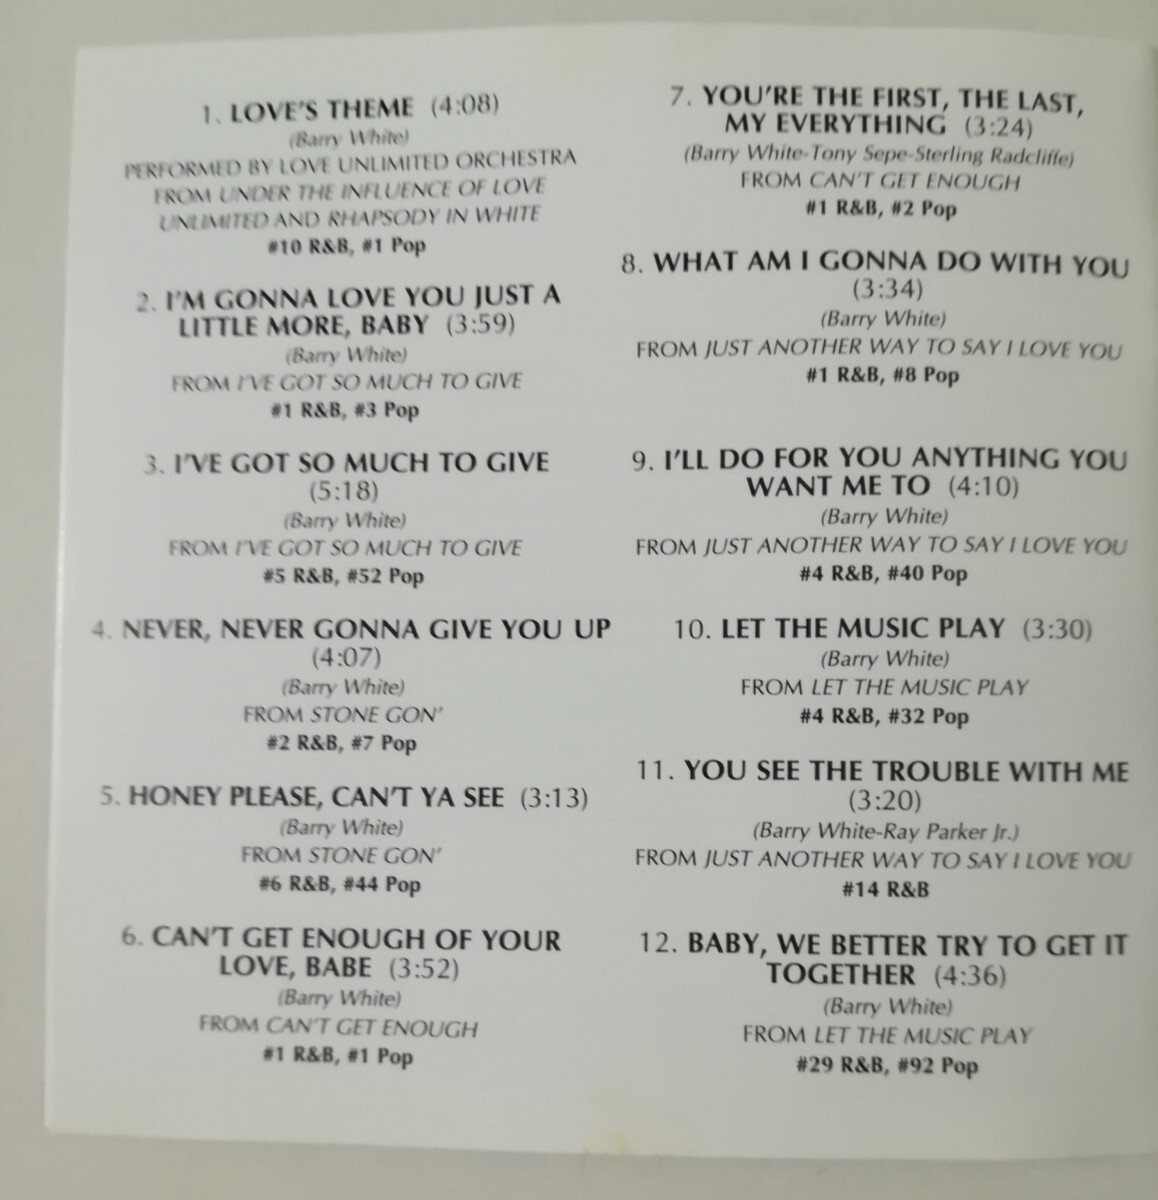 1. LOVE'S THEME (4:08)
(Barry White)
PERFORMED BY LOVE UNLIMITED ORCHESTRA
FROM UNDER THE INFLUENCE OF LOVE
UNLIMITED AND RHAPSODY IN WHITE
#10 R&B, #1 Pop
2. I'M GONNA LOVE YOU JUST A
LITTLE MORE, BABY (3:59)
(Barry White)
FROM I'VE GOT SO MUCH TO GIVE
#1 R&B, #3 Pop
3. I'VE GOT SO MUCH TO GIVE
(5:18)
(Barry White)
FROM I'VE GOT SO MUCH TO GIVE
#5 R&B, #52 Pop
4. NEVER, NEVER GONNA GIVE YOU UP
(4:07)
(Barry White)
FROM STONE GON'
#2 R&B, #7 Pop
5. HONEY PLEASE, CAN'T YA SEE (3:13)
(Barry White)
FROM STONE GON'
#6 R&B, #44 Pop
6. CAN'T GET ENOUGH OF YOUR
LOVE, BABE (3:52)
(Barry White)
FROM CAN'T GET ENOUGH
#1 R&B, #1 Pop
7. YOU'RE THE FIRST, THE LAST,
MY EVERYTHING (3:24)
(Barry White-Tony Sepe-Sterling Radcliffe)
FROM CAN'T GET ENOUGH
#1 R&B, #2 Pop
8. WHAT AM I GONNA DO WITH YOU
(3:34)
(Barry White)
FROM JUST ANOTHER WAY TO SAY I LOVE YOU
#1 R&B, #8 Pop
9. I'LL DO FOR YOU ANYTHING YOU
WANT ME TO (4:10)
(Barry White)
FROM JUST ANOTHER WAY TO SAY I LOVE YOU
#4 R&B, #40 Pop
10. LET THE MUSIC PLAY (3:30)
(Barry White)
FROM LET THE MUSIC PLAY
#4 R&B, #32 Pop
11. YOU SEE THE TROUBLE WITH ME
(3:20)
(Barry White-Ray Parker Jr.)
FROM JUST ANOTHER WAY TO SAY I LOVE YOU
#14 R&B
12. BABY, WE BETTER TRY TO GET IT
TOGETHER (4:36)
(Barry White)
FROM LET THE MUSIC PLAY
#29 R&B, #92 Pop